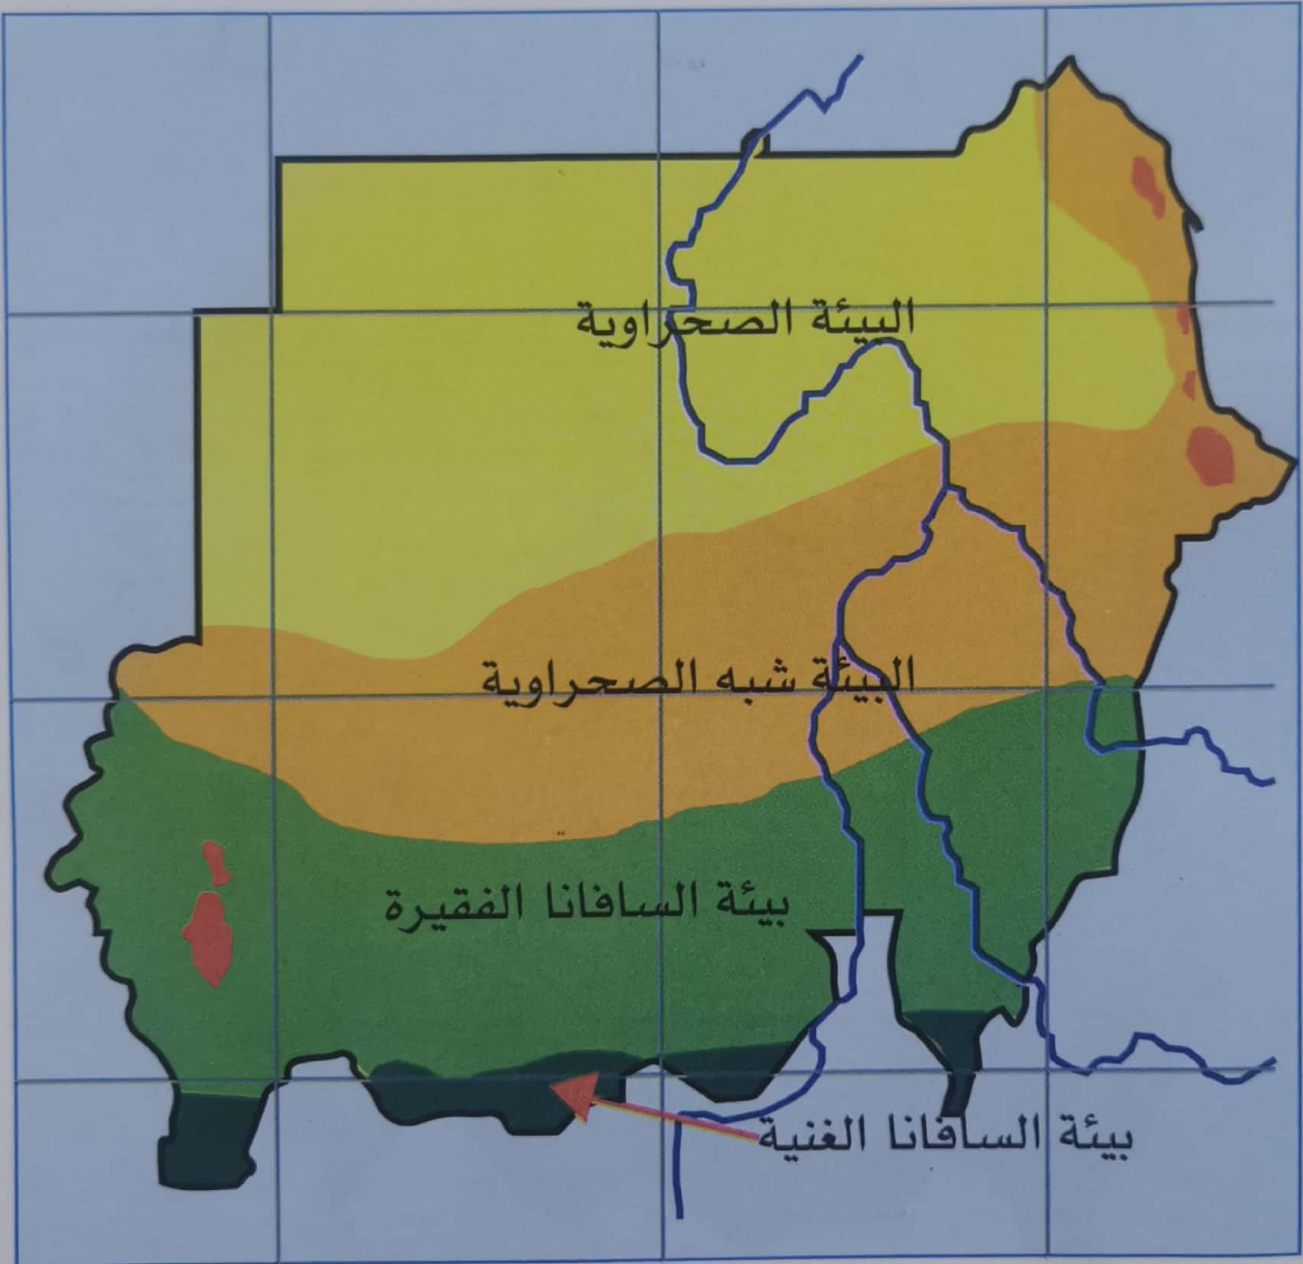 البيئة الصحراوية
البيئة شبه الصحراوية
بيئة السافانا الفقيرة
بيئة السافانا الغنية